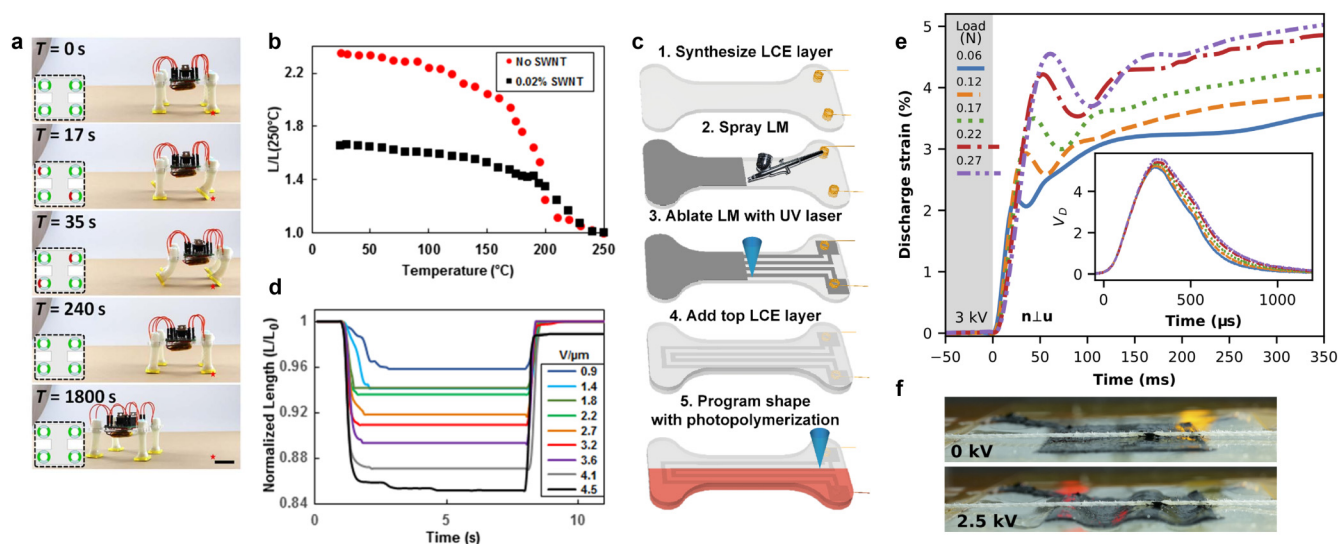 a
T = 0 s
T = 17 s
T = 35 s
T = 240 s
T = 1800 s
b
L/L(250°C)
2.2
1.8
1.4
1.0
No SWNT
0.02% SWNT
0
50
100
150
200
250
Temperature (°C)
c
1. Synthesize LCE layer
2. Spray LM
3. Ablate LM with UV laser
4. Add top LCE layer
5. Program shape
with photopolymerization
d
Normalized Length (L/L0)
1
0.96
0.92
0.88
0.84
V/µm
0.9
1.4
1.8
2.2
2.7
3.2
3.6
4.1
4.5
0
5
10
Time (s)
e
Discharge strain (%)
5
4
3
2
1
0
Load
(N)
0.06
0.12
0.17
0.22
0.27
3 kV
n⊥u
VD
4
2
0
0
500
1000
Time (µs)
-50
0
50
100
150
200
250
300
350
Time (ms)
f
0 kV
2.5 kV